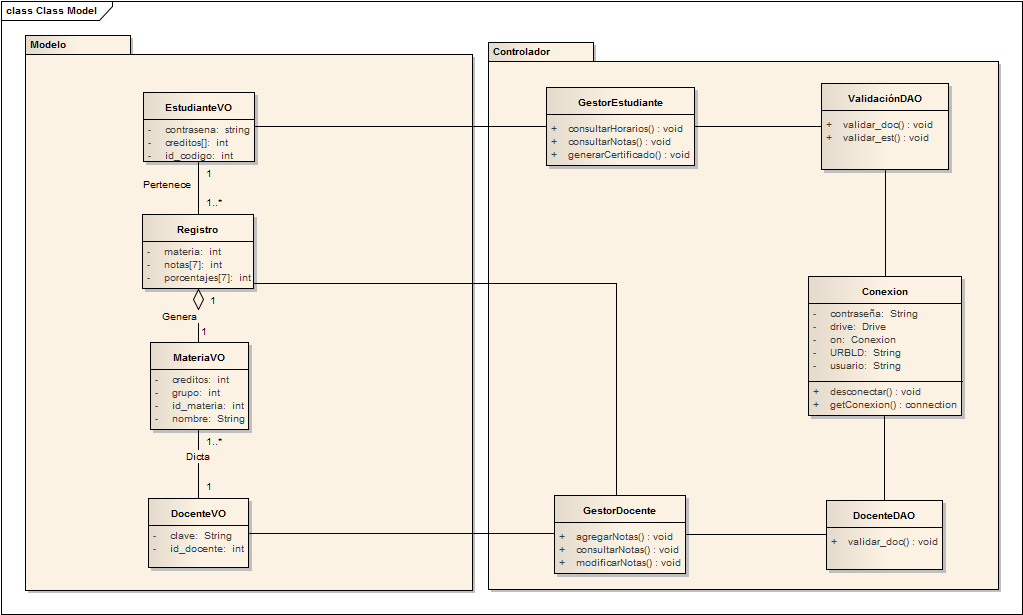 class Class Model
Modelo
EstudianteVO
- contrasena: string
- creditos[]: int
- id_codigo: int
1
Pertenece
1..*
Registro
- materia: int
- notas[7]: int
- porcentajes[7]: int
1
Genera
1
MateriaVO
- creditos: int
- grupo: int
- id_materia: int
- nombre: String
1..*
Dicta
1
DocenteVO
- clave: String
- id_docente: int
Controlador
GestorEstudiante
+ consultarHorarios() : void
+ consultarNotas() : void
+ generarCertificado() : void
ValidaciónDAO
+ validar_doc() : void
+ validar_est() : void
Conexion
- contraseña: String
- drive: Drive
- on: Conexion
- URBLD: String
- usuario: String
+ desconectar() : void
+ getConexion() : connection
GestorDocente
+ agregarNotas() : void
+ consultarNotas() : void
+ modificarNotas() : void
DocenteDAO
+ validar_doc() : void